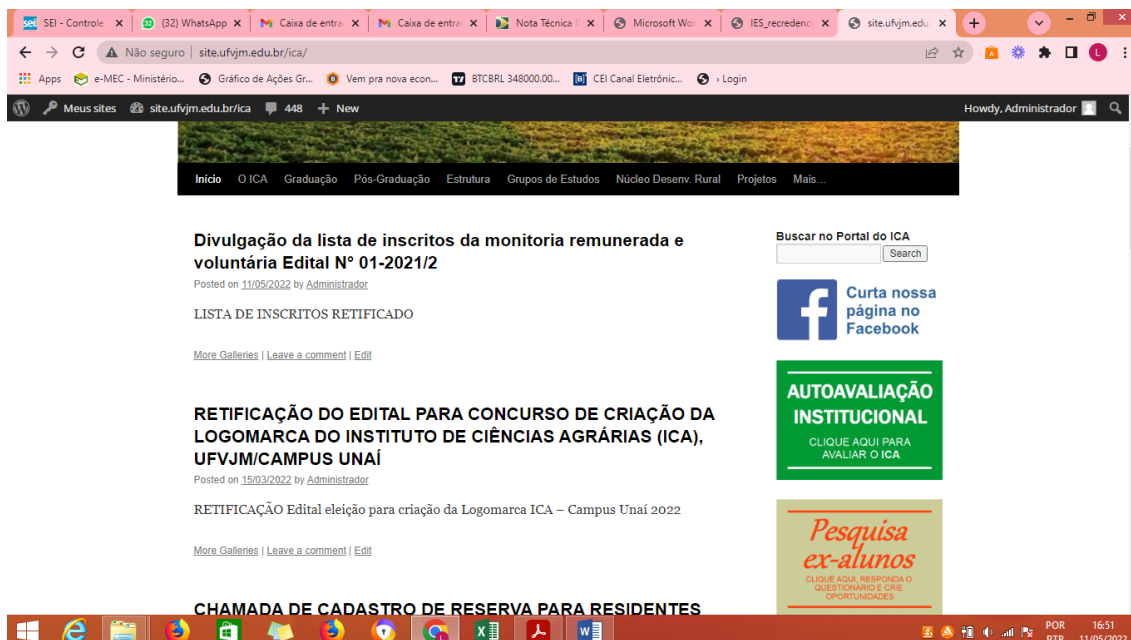 SEI - Controle
(32) WhatsApp
Caixa de entra
Caixa de entra
Nota Técnica
Microsoft Wor
IES_recredenci
site.ufvjm.edu.
Não seguro | site.ufvjm.edu.br/ica/
Apps e-MEC - Ministério... Gráfico de Ações Gr... Vem pra nova econ... BTCBRL 348000.00... CEI Canal Eletrônic... › Login
Meus sites site.ufvjm.edu.br/ica 448 + New Howdy, Administrador
Início O ICA Graduação Pós-Graduação Estrutura Grupos de Estudos Núcleo Desenv. Rural Projetos Mais...
Divulgação da lista de inscritos da monitoria remunerada e
voluntária Edital N° 01-2021/2
Posted on 11/05/2022 by Administrador
LISTA DE INSCRITOS RETIFICADO
More Galleries | Leave a comment | Edit
RETIFICAÇÃO DO EDITAL PARA CONCURSO DE CRIAÇÃO DA
LOGOMARCA DO INSTITUTO DE CIÊNCIAS AGRÁRIAS (ICA),
UFVJM/CAMPUS UNAÍ
Posted on 15/03/2022 by Administrador
RETIFICAÇÃO Edital eleição para criação da Logomarca ICA – Campus Unaí 2022
More Galleries | Leave a comment | Edit
CHAMADA DE CADASTRO DE RESERVA PARA RESIDENTES
Buscar no Portal do ICA
Search
Curta nossa
página no
Facebook
AUTOAVALIAÇÃO
INSTITUCIONAL
CLIQUE AQUI PARA
AVALIAR O ICA
Pesquisa
ex-alunos
CLIQUE AQUI, RESPONDA O
QUESTIONÁRIO E CRIE
OPORTUNIDADES
POR 16:51
PTB 11/05/2022